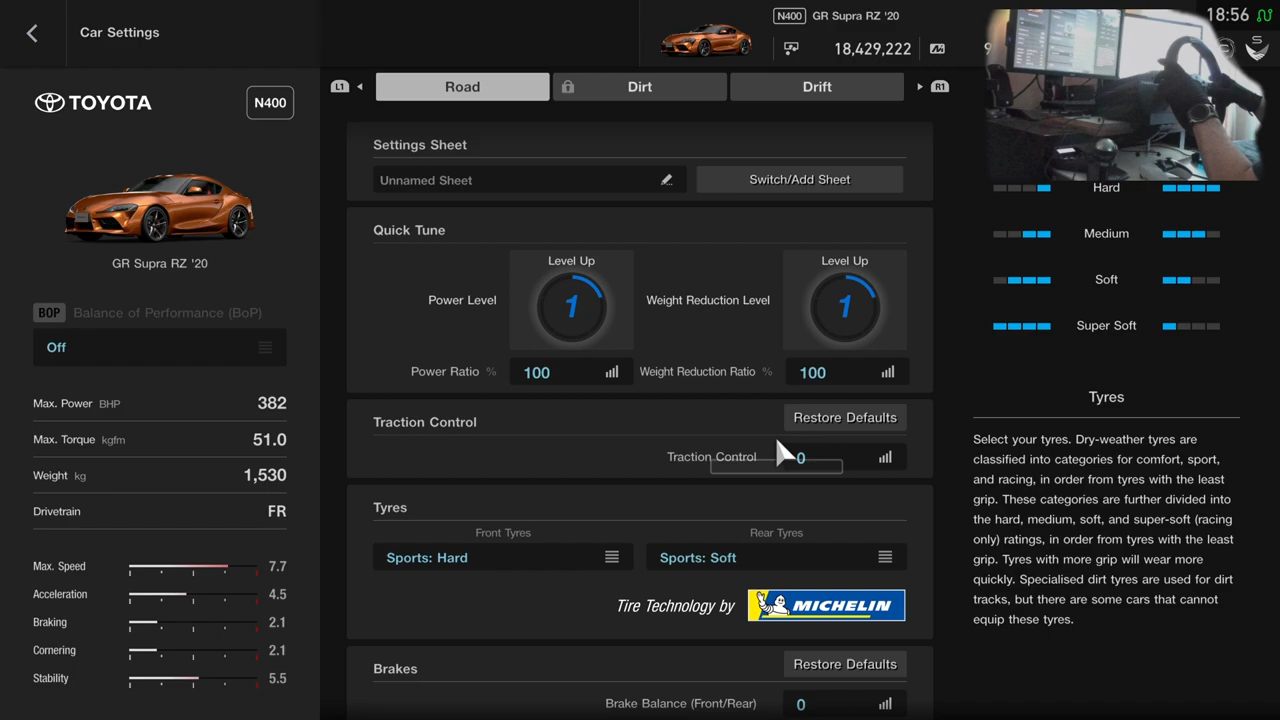 Car Settings
N400 GR Supra RZ '20
18,429,222
18:56
TOYOTA
N400
GR Supra RZ '20
BOP Balance of Performance (BoP)
Off
Max. Power BHP 382
Max. Torque kgfm 51.0
Weight kg 1,530
Drivetrain FR
Max. Speed 7.7
Acceleration 4.5
Braking 2.1
Cornering 2.1
Stability 5.5
L1 Road Dirt Drift R1
Settings Sheet
Unnamed Sheet Switch/Add Sheet
Quick Tune
Level Up Level Up
Power Level 1 Weight Reduction Level 1
Power Ratio % 100 Weight Reduction Ratio % 100
Traction Control Restore Defaults
Traction Control 0
Tyres
Front Tyres Rear Tyres
Sports: Hard Sports: Soft
Tire Technology by MICHELIN
Brakes Restore Defaults
Brake Balance (Front/Rear) 0
Hard
Medium
Soft
Super Soft
Tyres
Select your tyres. Dry-weather tyres are
classified into categories for comfort, sport,
and racing, in order from tyres with the least
grip. These categories are further divided into
the hard, medium, soft, and super-soft (racing
only) ratings, in order from tyres with the least
grip. Tyres with more grip will wear more
quickly. Specialised dirt tyres are used for dirt
tracks, but there are some cars that cannot
equip these tyres.